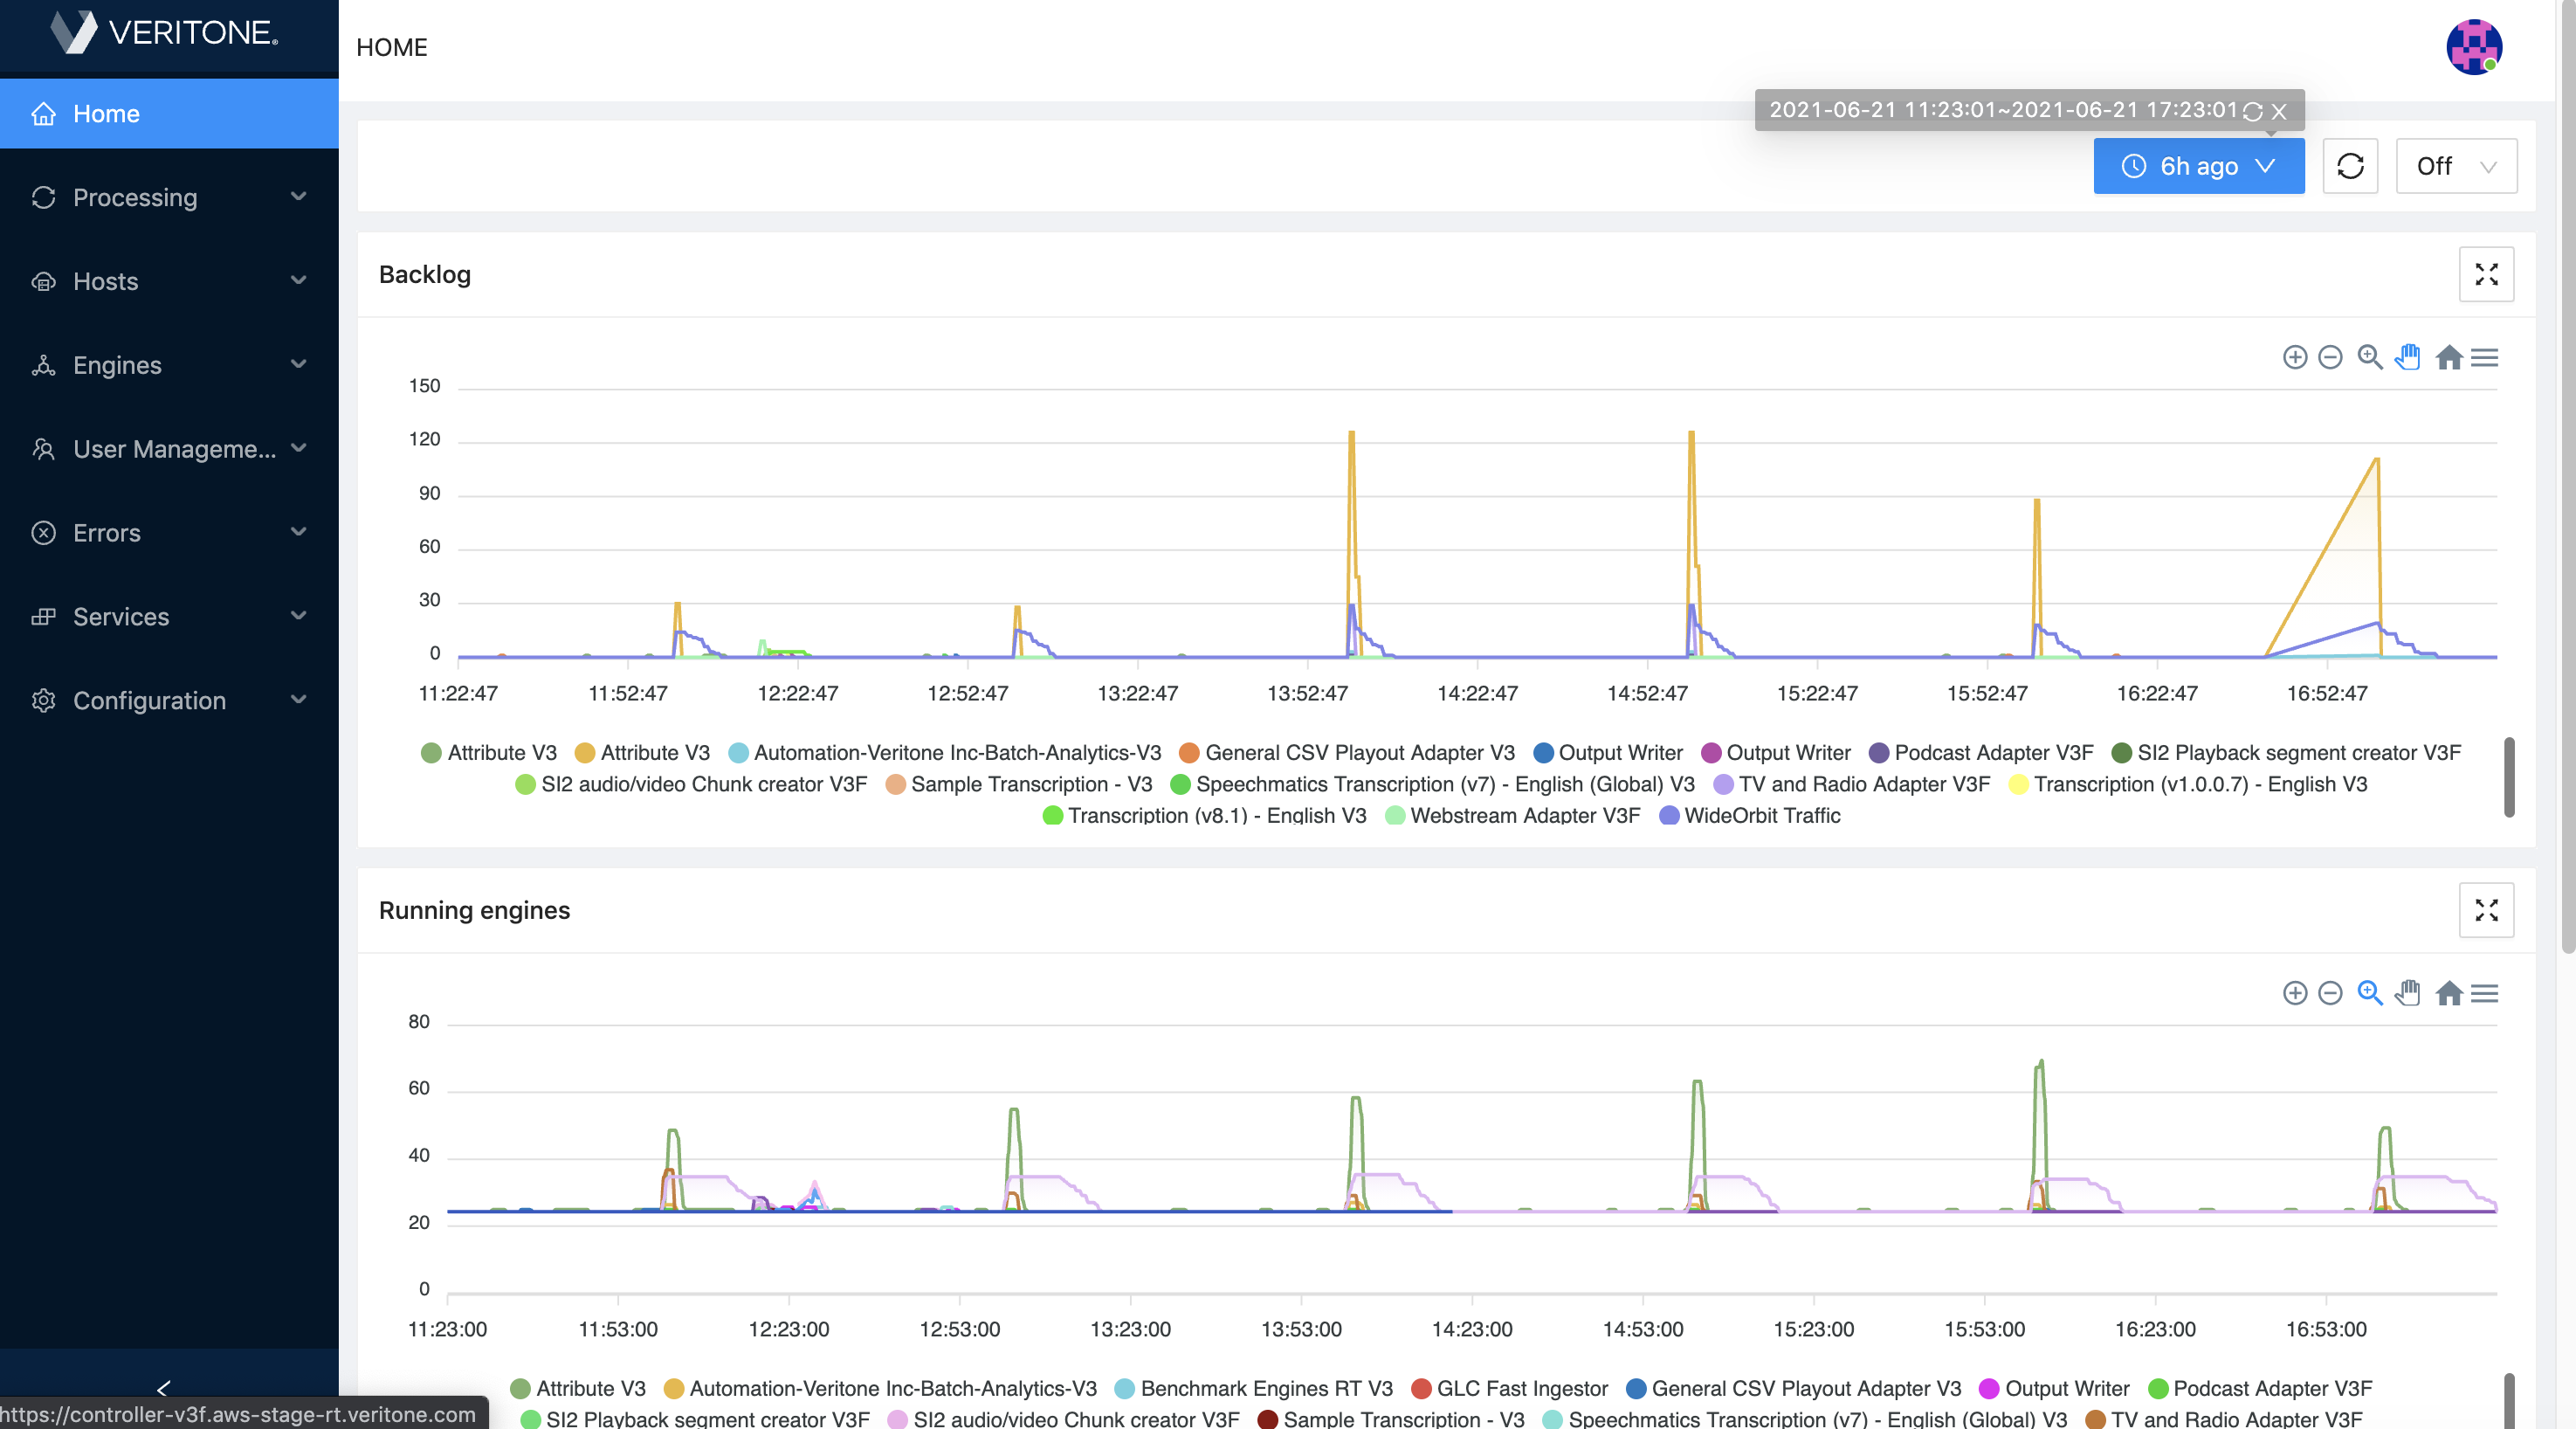 VERITONE®
HOME
2021-06-21 11:23:01~2021-06-21 17:23:01
Home
6h ago
Off
Processing
Hosts
Engines
User Manageme...
Errors
Services
Configuration
Backlog
150
120
90
60
30
0
11:22:47 11:52:47 12:22:47 12:52:47 13:22:47 13:52:47 14:22:47 14:52:47 15:22:47 15:52:47 16:22:47 16:52:47
Attribute V3 Attribute V3 Automation-Veritone Inc-Batch-Analytics-V3 General CSV Playout Adapter V3 Output Writer Output Writer Podcast Adapter V3F SI2 Playback segment creator V3F
SI2 audio/video Chunk creator V3F Sample Transcription - V3 Speechmatics Transcription (v7) - English (Global) V3 TV and Radio Adapter V3F Transcription (v1.0.0.7) - English V3
Transcription (v8.1) - English V3 Webstream Adapter V3F WideOrbit Traffic
Running engines
80
60
40
20
0
11:23:00 11:53:00 12:23:00 12:53:00 13:23:00 13:53:00 14:23:00 14:53:00 15:23:00 15:53:00 16:23:00 16:53:00
Attribute V3 Automation-Veritone Inc-Batch-Analytics-V3 Benchmark Engines RT V3 GLC Fast Ingestor General CSV Playout Adapter V3 Output Writer Podcast Adapter V3F
SI2 Playback segment creator V3F SI2 audio/video Chunk creator V3F Sample Transcription - V3 Speechmatics Transcription (v7) - English (Global) V3 TV and Radio Adapter V3F
https://controller-v3f.aws-stage-rt.veritone.com